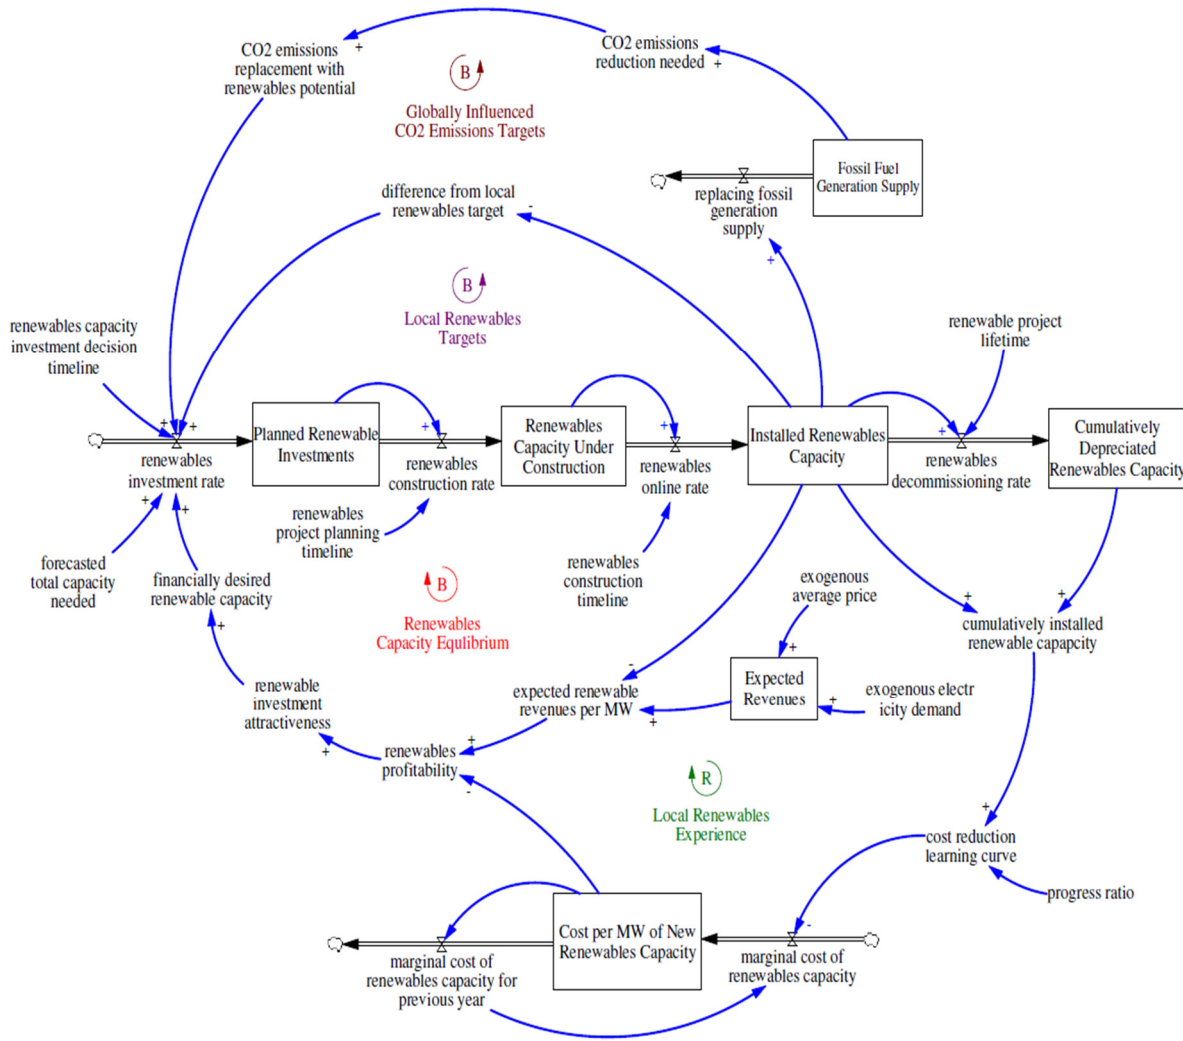 CO2 emissions
replacement with
renewables potential
+
CO2 emissions
reduction needed
+
B
Globally Influenced
CO2 Emissions Targets
Fossil Fuel
Generation Supply
replacing fossil
generation
supply
+
difference from local
renewables target
-
B
Local Renewables
Targets
renewables capacity
investment decision
timeline
renewable project
lifetime
+
+
+
renewables
investment rate
+
+
Planned Renewable
Investments
+
renewables
construction rate
Renewables
Capacity Under
Construction
+
renewables
online rate
Installed Renewables
Capacity
+
renewables
decommissioning rate
Cumulatively
Depreciated
Renewables Capacity
renewables
project planning
timeline
renewables
construction
timeline
forecasted
total capacity
needed
financially desired
renewable capacity
+
B
Renewables
Capacity Equlibrium
exogenous
average price
+
+
+
cumulatively installed
renewable capapcity
renewable
investment
attractiveness
+
expected renewable
revenues per MW
-
+
Expected
Revenues
+
exogenous electr
icity demand
renewables
profitability
+
-
R
Local Renewables
Experience
+
cost reduction
learning curve
progress ratio
Cost per MW of New
Renewables Capacity
marginal cost of
renewables capacity for
previous year
-
marginal cost of
renewables capacity